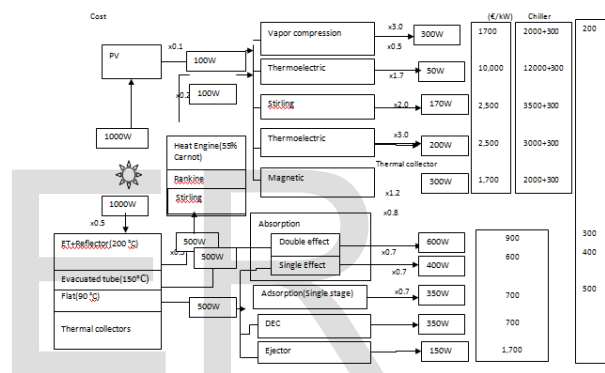 Cost
(€/kW) Chiller
Vapor compression
x3.0
300W
1700
2000+300
200
PV
x0.1
100W
x0.5
Thermoelectric
x1.7
50W
10,000
12000+300
x0.2
100W
Stirling
x2.0
170W
2,500
3500+300
1000W
Heat Engine(55% Carnot)
Thermoelectric
x3.0
200W
2,500
3000+300
Thermal collector
Rankine
Magnetic
300W
1,700
2000+300
Stirling
x1.2
1000W
x0.8
x0.5
Absorption
ET+Reflector(200 °C)
500W
Double effect
600W
900
300
x0.5
500W
x0.7
Single Effect
400W
600
400
Evacuated tube(150°C)
x0.7
Flat(90 °C)
500W
Adsorption(Single stage)
x0.7
350W
700
500
Thermal collectors
DEC
350W
700
Ejector
150W
1,700
ER